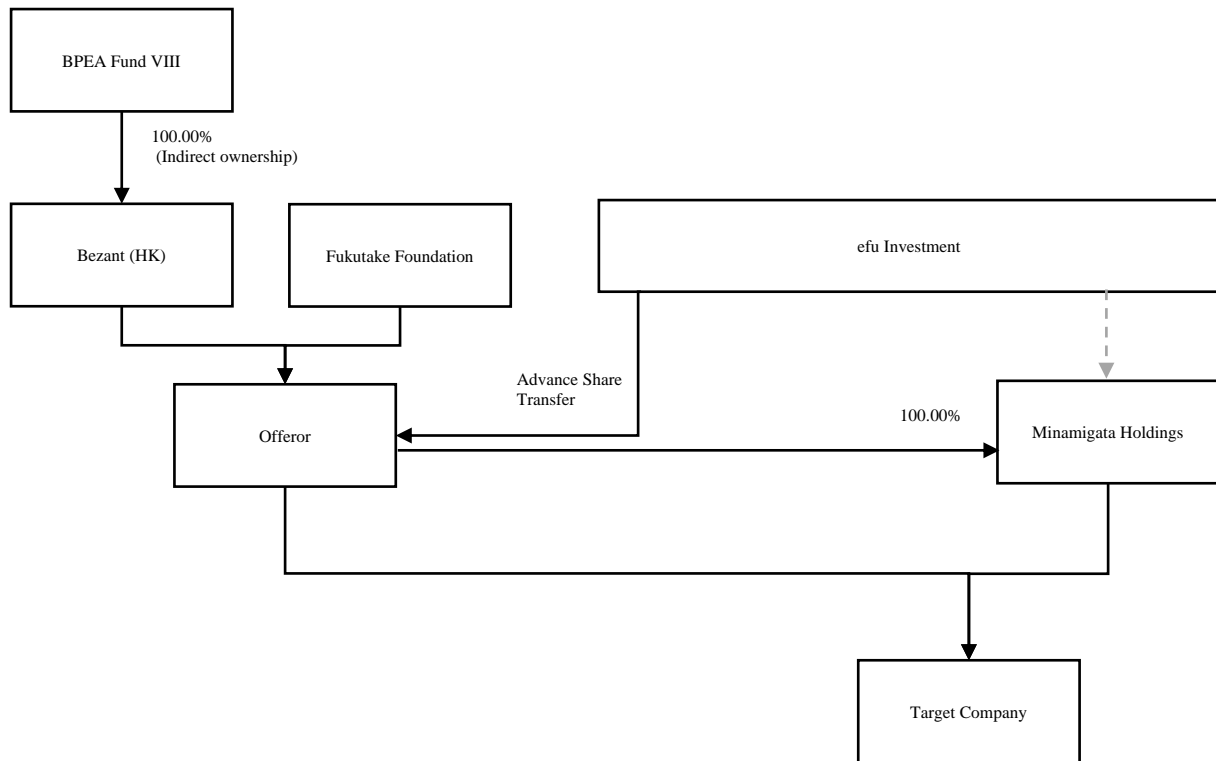 BPEA Fund VIII
100.00%
(Indirect ownership)
Bezant (HK)
Fukutake Foundation
efu Investment
Advance Share
Transfer
100.00%
Offeror
Minamigata Holdings
Target Company